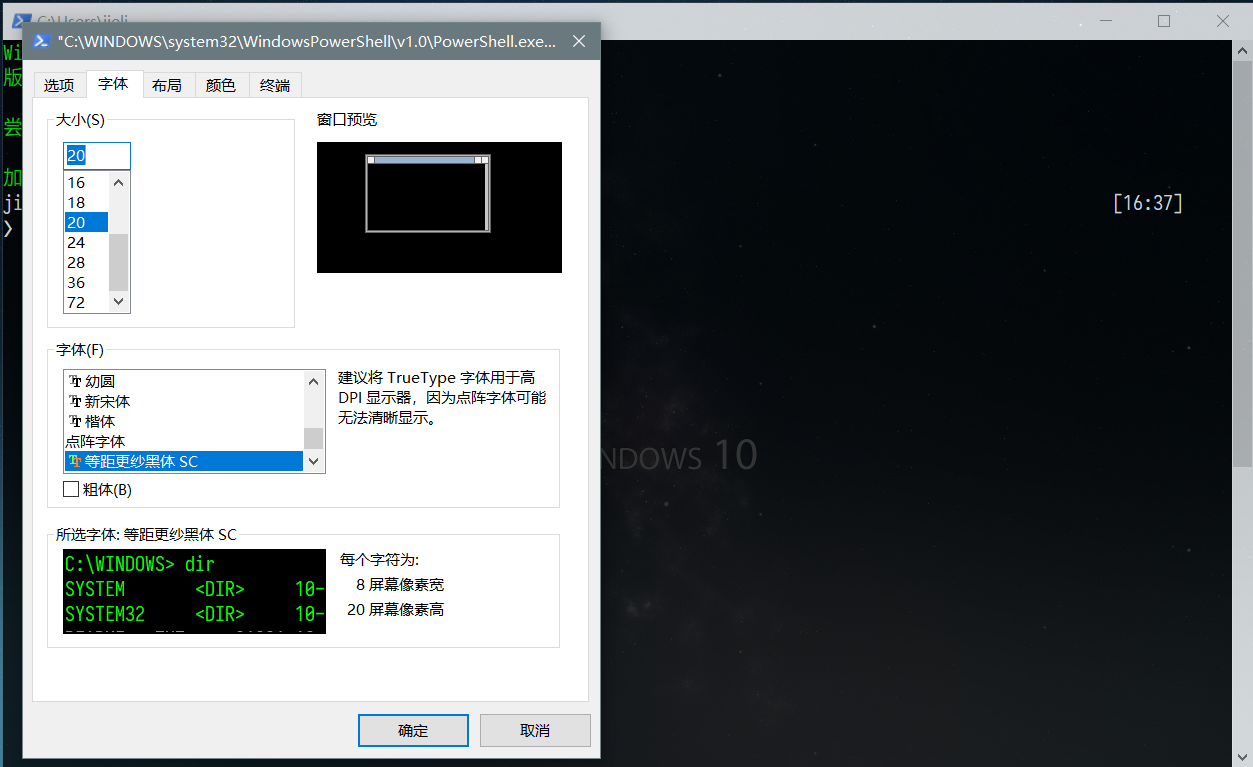 C:\Users\jieli
"C:\WINDOWS\system32\WindowsPowerShell\v1.0\PowerShell.exe...
选项 字体 布局 颜色 终端
大小(S)
20
16
18
20
24
28
36
72
窗口预览
字体(F)
幼圆
新宋体
楷体
点阵字体
等距更纱黑体 SC
建议将 TrueType 字体用于高
DPI 显示器，因为点阵字体可能
无法清晰显示。
粗体(B)
所选字体: 等距更纱黑体 SC
C:\WINDOWS> dir
SYSTEM <DIR> 10-
SYSTEM32 <DIR> 10-
每个字符为:
8 屏幕像素宽
20 屏幕像素高
确定 取消
Wi
版
尝
加
ji
❯
[16:37]
NDOWS 10